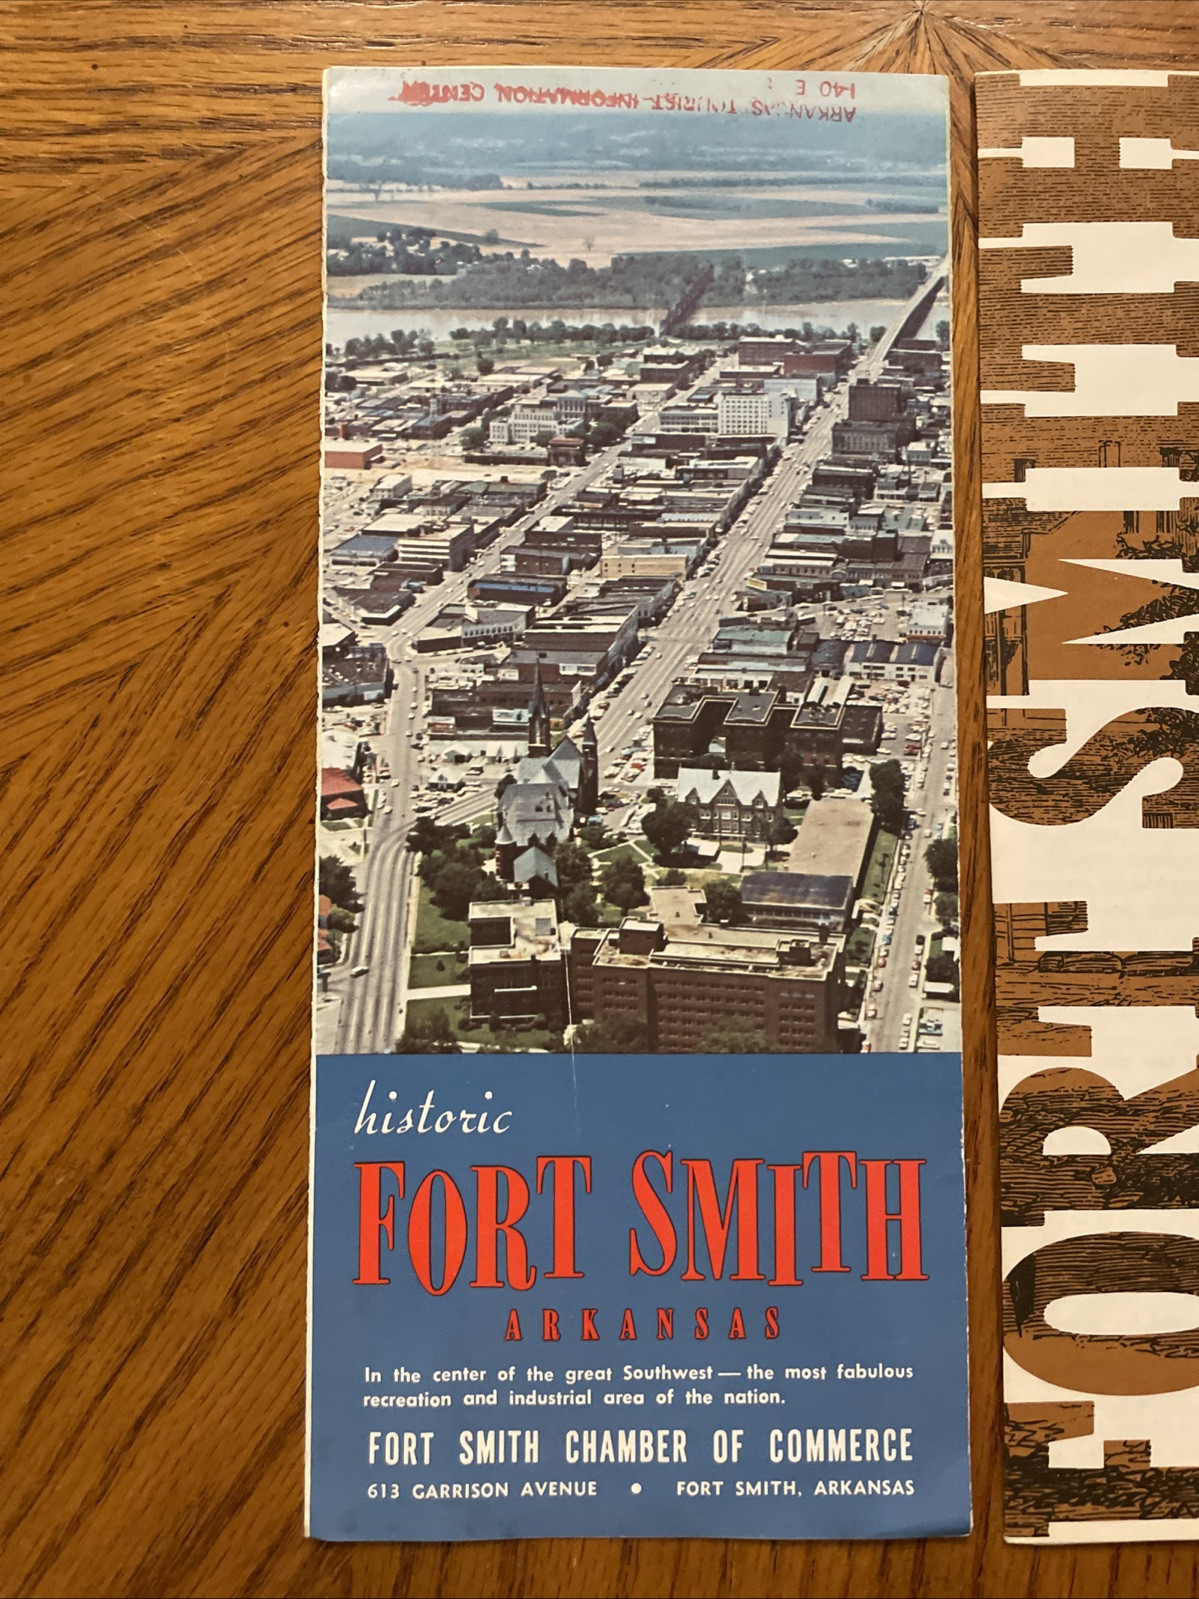 ARKANSAS TOURIST INFORMATION CENTER
I-40 E
historic
FORT SMITH
ARKANSAS
In the center of the great Southwest — the most fabulous
recreation and industrial area of the nation.
FORT SMITH CHAMBER OF COMMERCE
613 GARRISON AVENUE • FORT SMITH, ARKANSAS
FORT SMITH